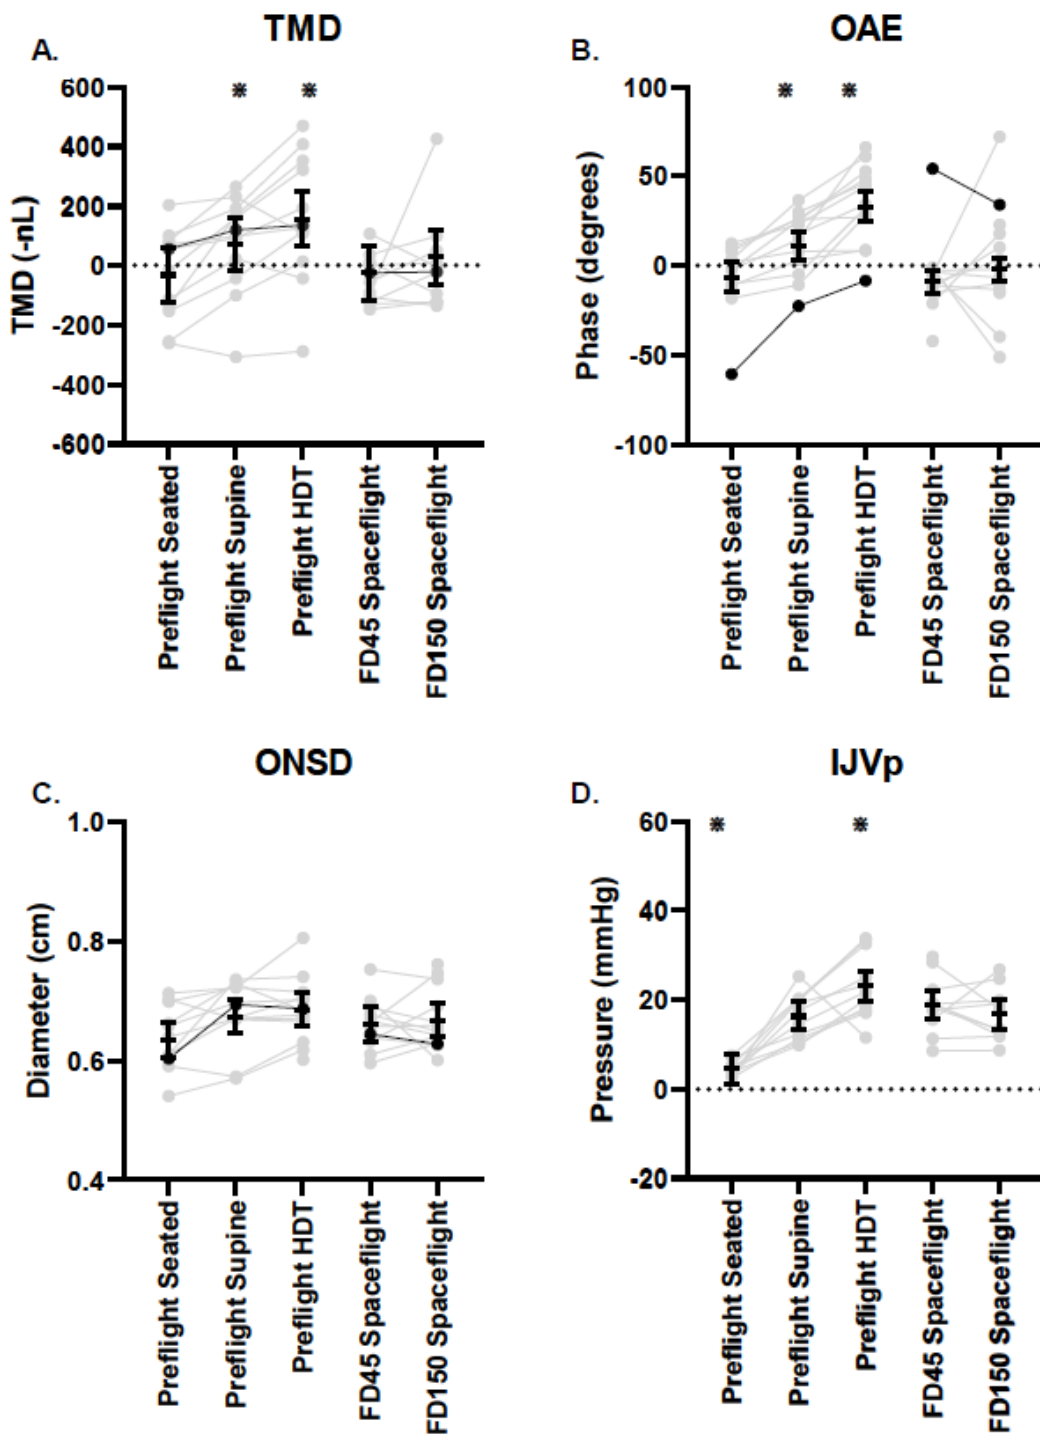 A.
TMD
TMD (-nL)
600
400
200
0
-200
-400
-600
※ ※
Preflight Seated
Preflight Supine
Preflight HDT
FD45 Spaceflight
FD150 Spaceflight
B.
OAE
Phase (degrees)
100
50
0
-50
-100
※ ※
Preflight Seated
Preflight Supine
Preflight HDT
FD45 Spaceflight
FD150 Spaceflight
C.
ONSD
Diameter (cm)
1.0
0.8
0.6
0.4
Preflight Seated
Preflight Supine
Preflight HDT
FD45 Spaceflight
FD150 Spaceflight
D.
IJVp
Pressure (mmHg)
60
40
20
0
-20
※ ※
Preflight Seated
Preflight Supine
Preflight HDT
FD45 Spaceflight
FD150 Spaceflight